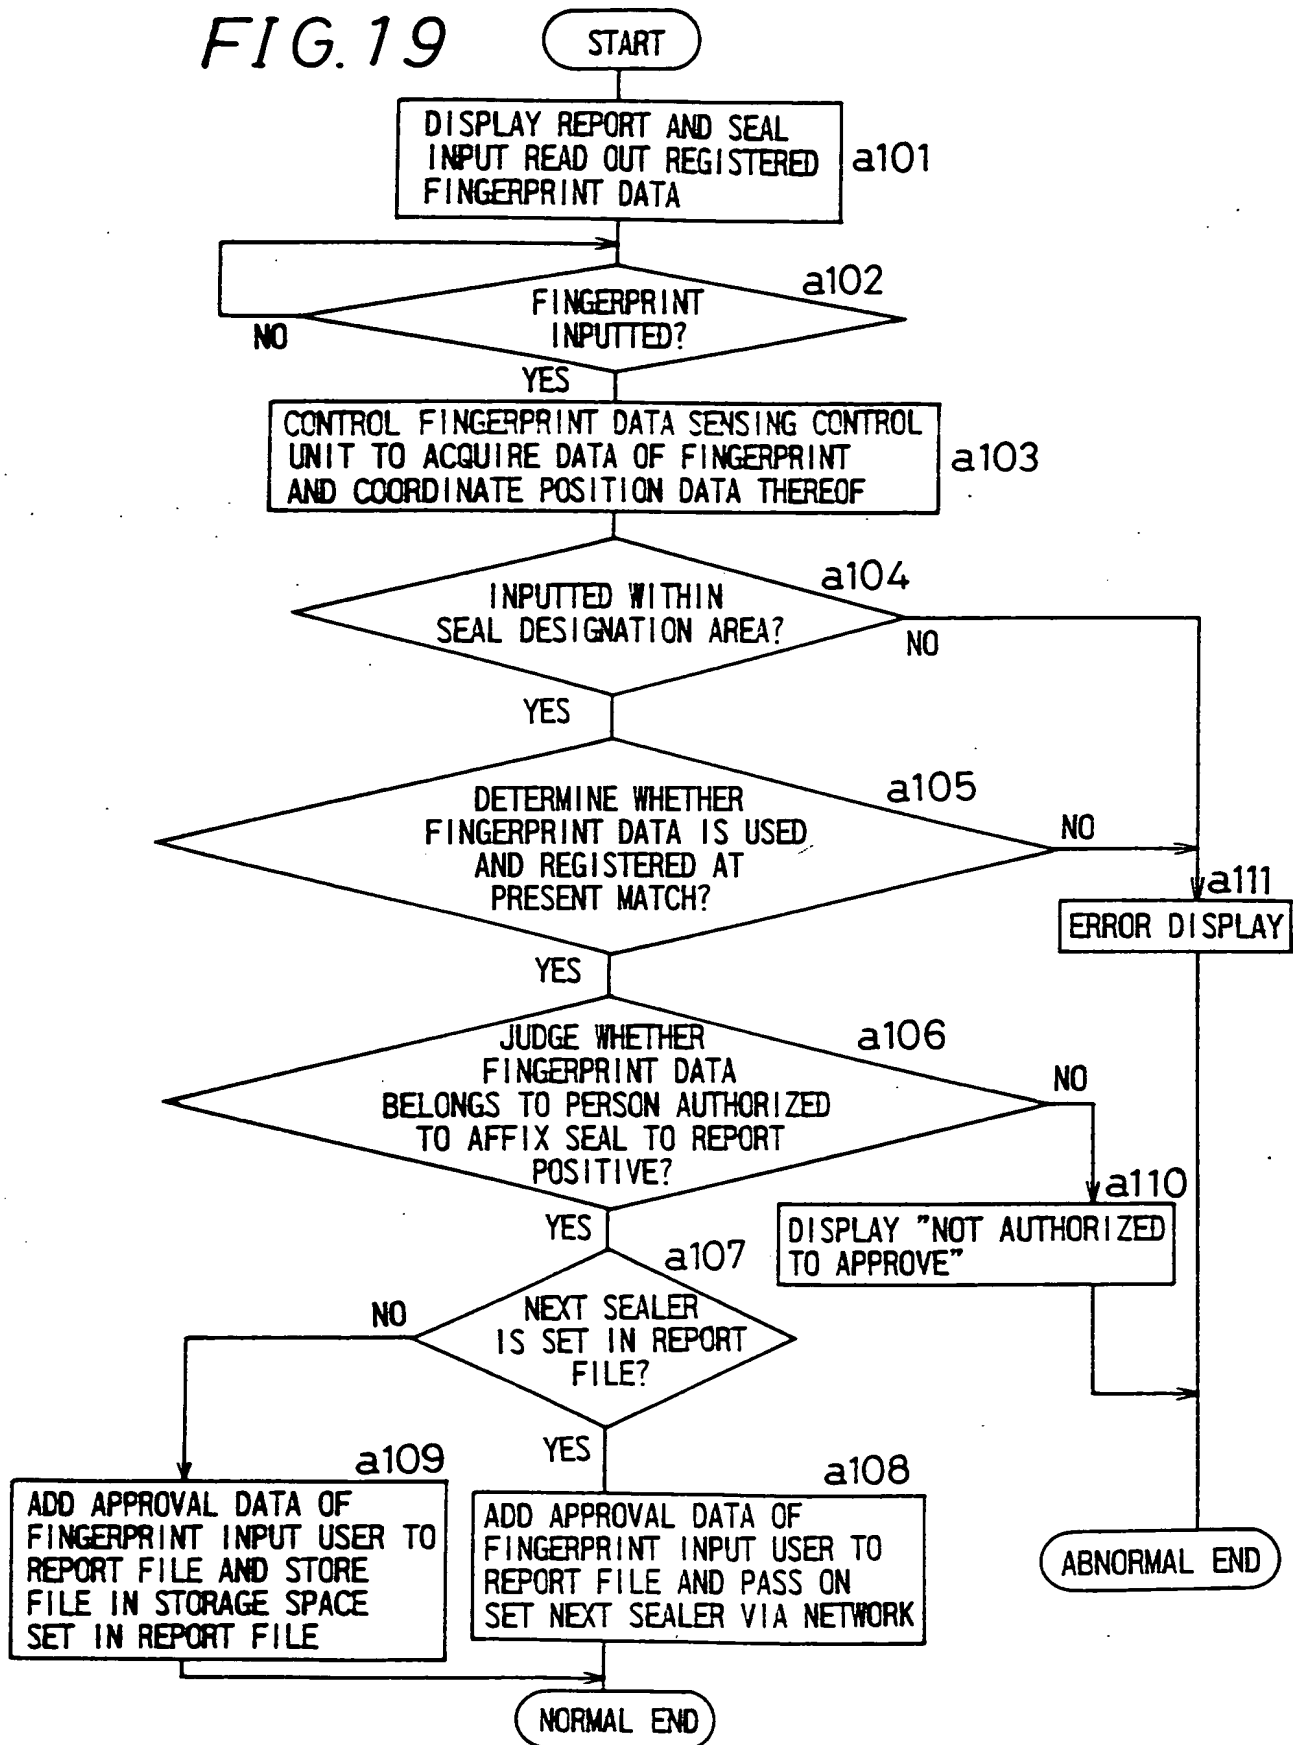 FIG. 19
START
DISPLAY REPORT AND SEAL
INPUT READ OUT REGISTERED
FINGERPRINT DATA
a101
a102
FINGERPRINT
INPUTTED?
NO
YES
CONTROL FINGERPRINT DATA SENSING CONTROL
UNIT TO ACQUIRE DATA OF FINGERPRINT
AND COORDINATE POSITION DATA THEREOF
a103
a104
INPUTTED WITHIN
SEAL DESIGNATION AREA?
NO
YES
a105
DETERMINE WHETHER
FINGERPRINT DATA IS USED
AND REGISTERED AT
PRESENT MATCH?
NO
YES
a111
ERROR DISPLAY
a106
JUDGE WHETHER
FINGERPRINT DATA
BELONGS TO PERSON AUTHORIZED
TO AFFIX SEAL TO REPORT
POSITIVE?
NO
YES
a110
DISPLAY "NOT AUTHORIZED
TO APPROVE"
a107
NEXT SEALER
IS SET IN REPORT
FILE?
NO
YES
a109
ADD APPROVAL DATA OF
FINGERPRINT INPUT USER TO
REPORT FILE AND STORE
FILE IN STORAGE SPACE
SET IN REPORT FILE
a108
ADD APPROVAL DATA OF
FINGERPRINT INPUT USER TO
REPORT FILE AND PASS ON
SET NEXT SEALER VIA NETWORK
ABNORMAL END
NORMAL END